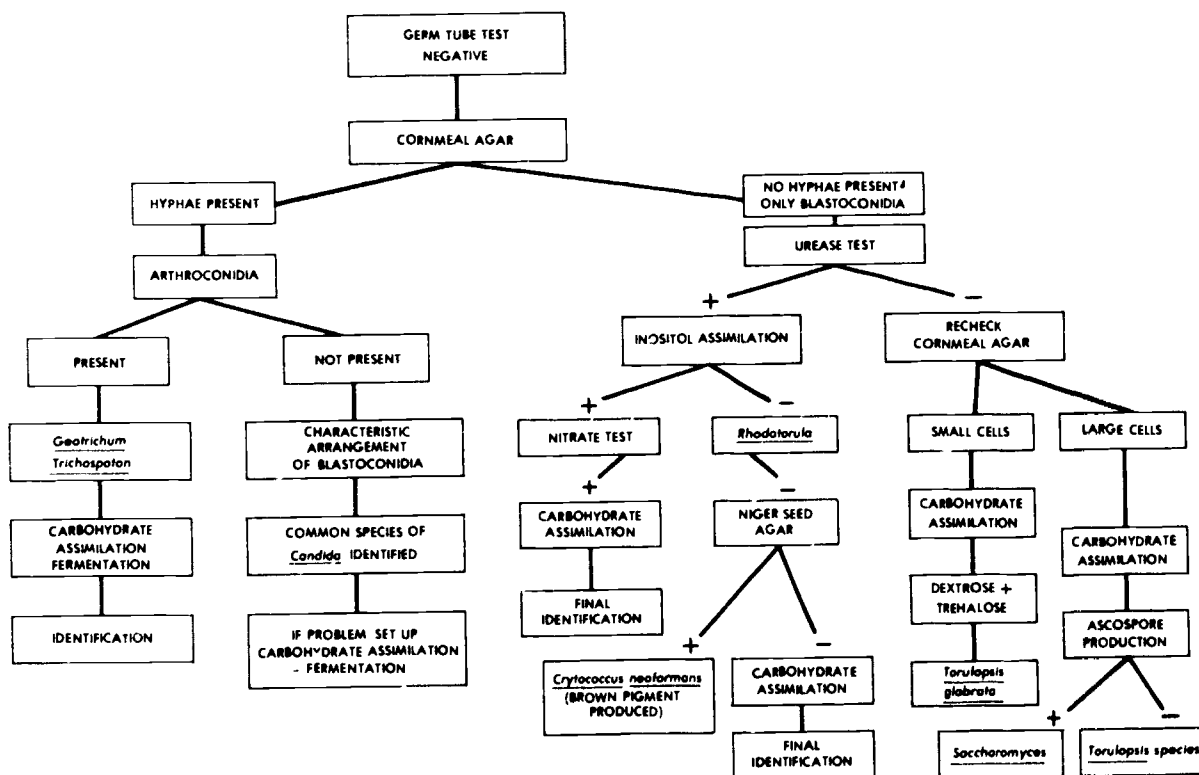 GERM TUBE TEST
NEGATIVE
CORNMEAL AGAR
HYPHAE PRESENT
NO HYPHAE PRESENT
ONLY BLASTOCONIDIA
ARTHROCONIDIA
UREASE TEST
+
−
PRESENT
NOT PRESENT
INOSITOL ASSIMILATION
RECHECK
CORNMEAL AGAR
+
−
Geotrichum
Trichospoton
CHARACTERISTIC
ARRANGEMENT
OF BLASTOCONIDIA
NITRATE TEST
Rhodotorula
SMALL CELLS
LARGE CELLS
+
−
CARBOHYDRATE
ASSIMILATION
FERMENTATION
COMMON SPECIES OF
Candida IDENTIFIED
CARBOHYDRATE
ASSIMILATION
NIGER SEED
AGAR
CARBOHYDRATE
ASSIMILATION
CARBOHYDRATE
ASSIMILATION
IDENTIFICATION
IF PROBLEM SET UP
CARBOHYDRATE ASSIMILATION
- FERMENTATION
FINAL
IDENTIFICATION
DEXTROSE +
TREHALOSE
ASCOSPORE
PRODUCTION
+
−
Crytococcus neoformans
(BROWN PIGMENT
PRODUCED)
CARBOHYDRATE
ASSIMILATION
Torulopsis
glabrata
+
−
FINAL
IDENTIFICATION
Saccharomyces
Torulopsis species